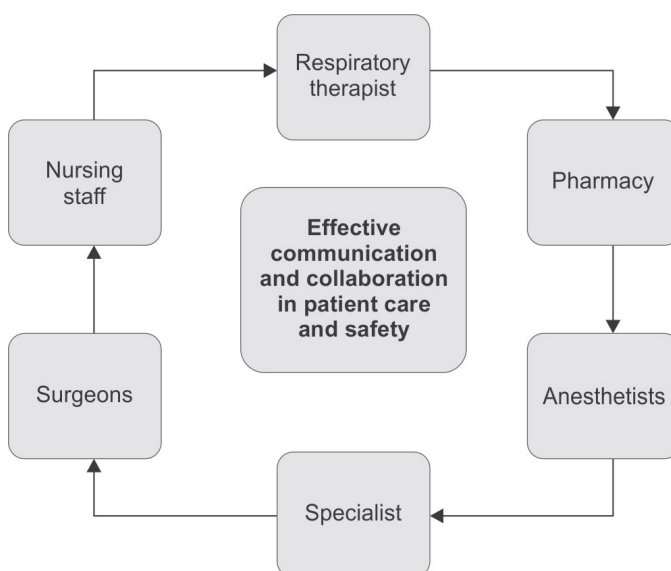 Respiratory
therapist
Nursing
staff
Pharmacy
Effective
communication
and collaboration
in patient care
and safety
Surgeons
Anesthetists
Specialist